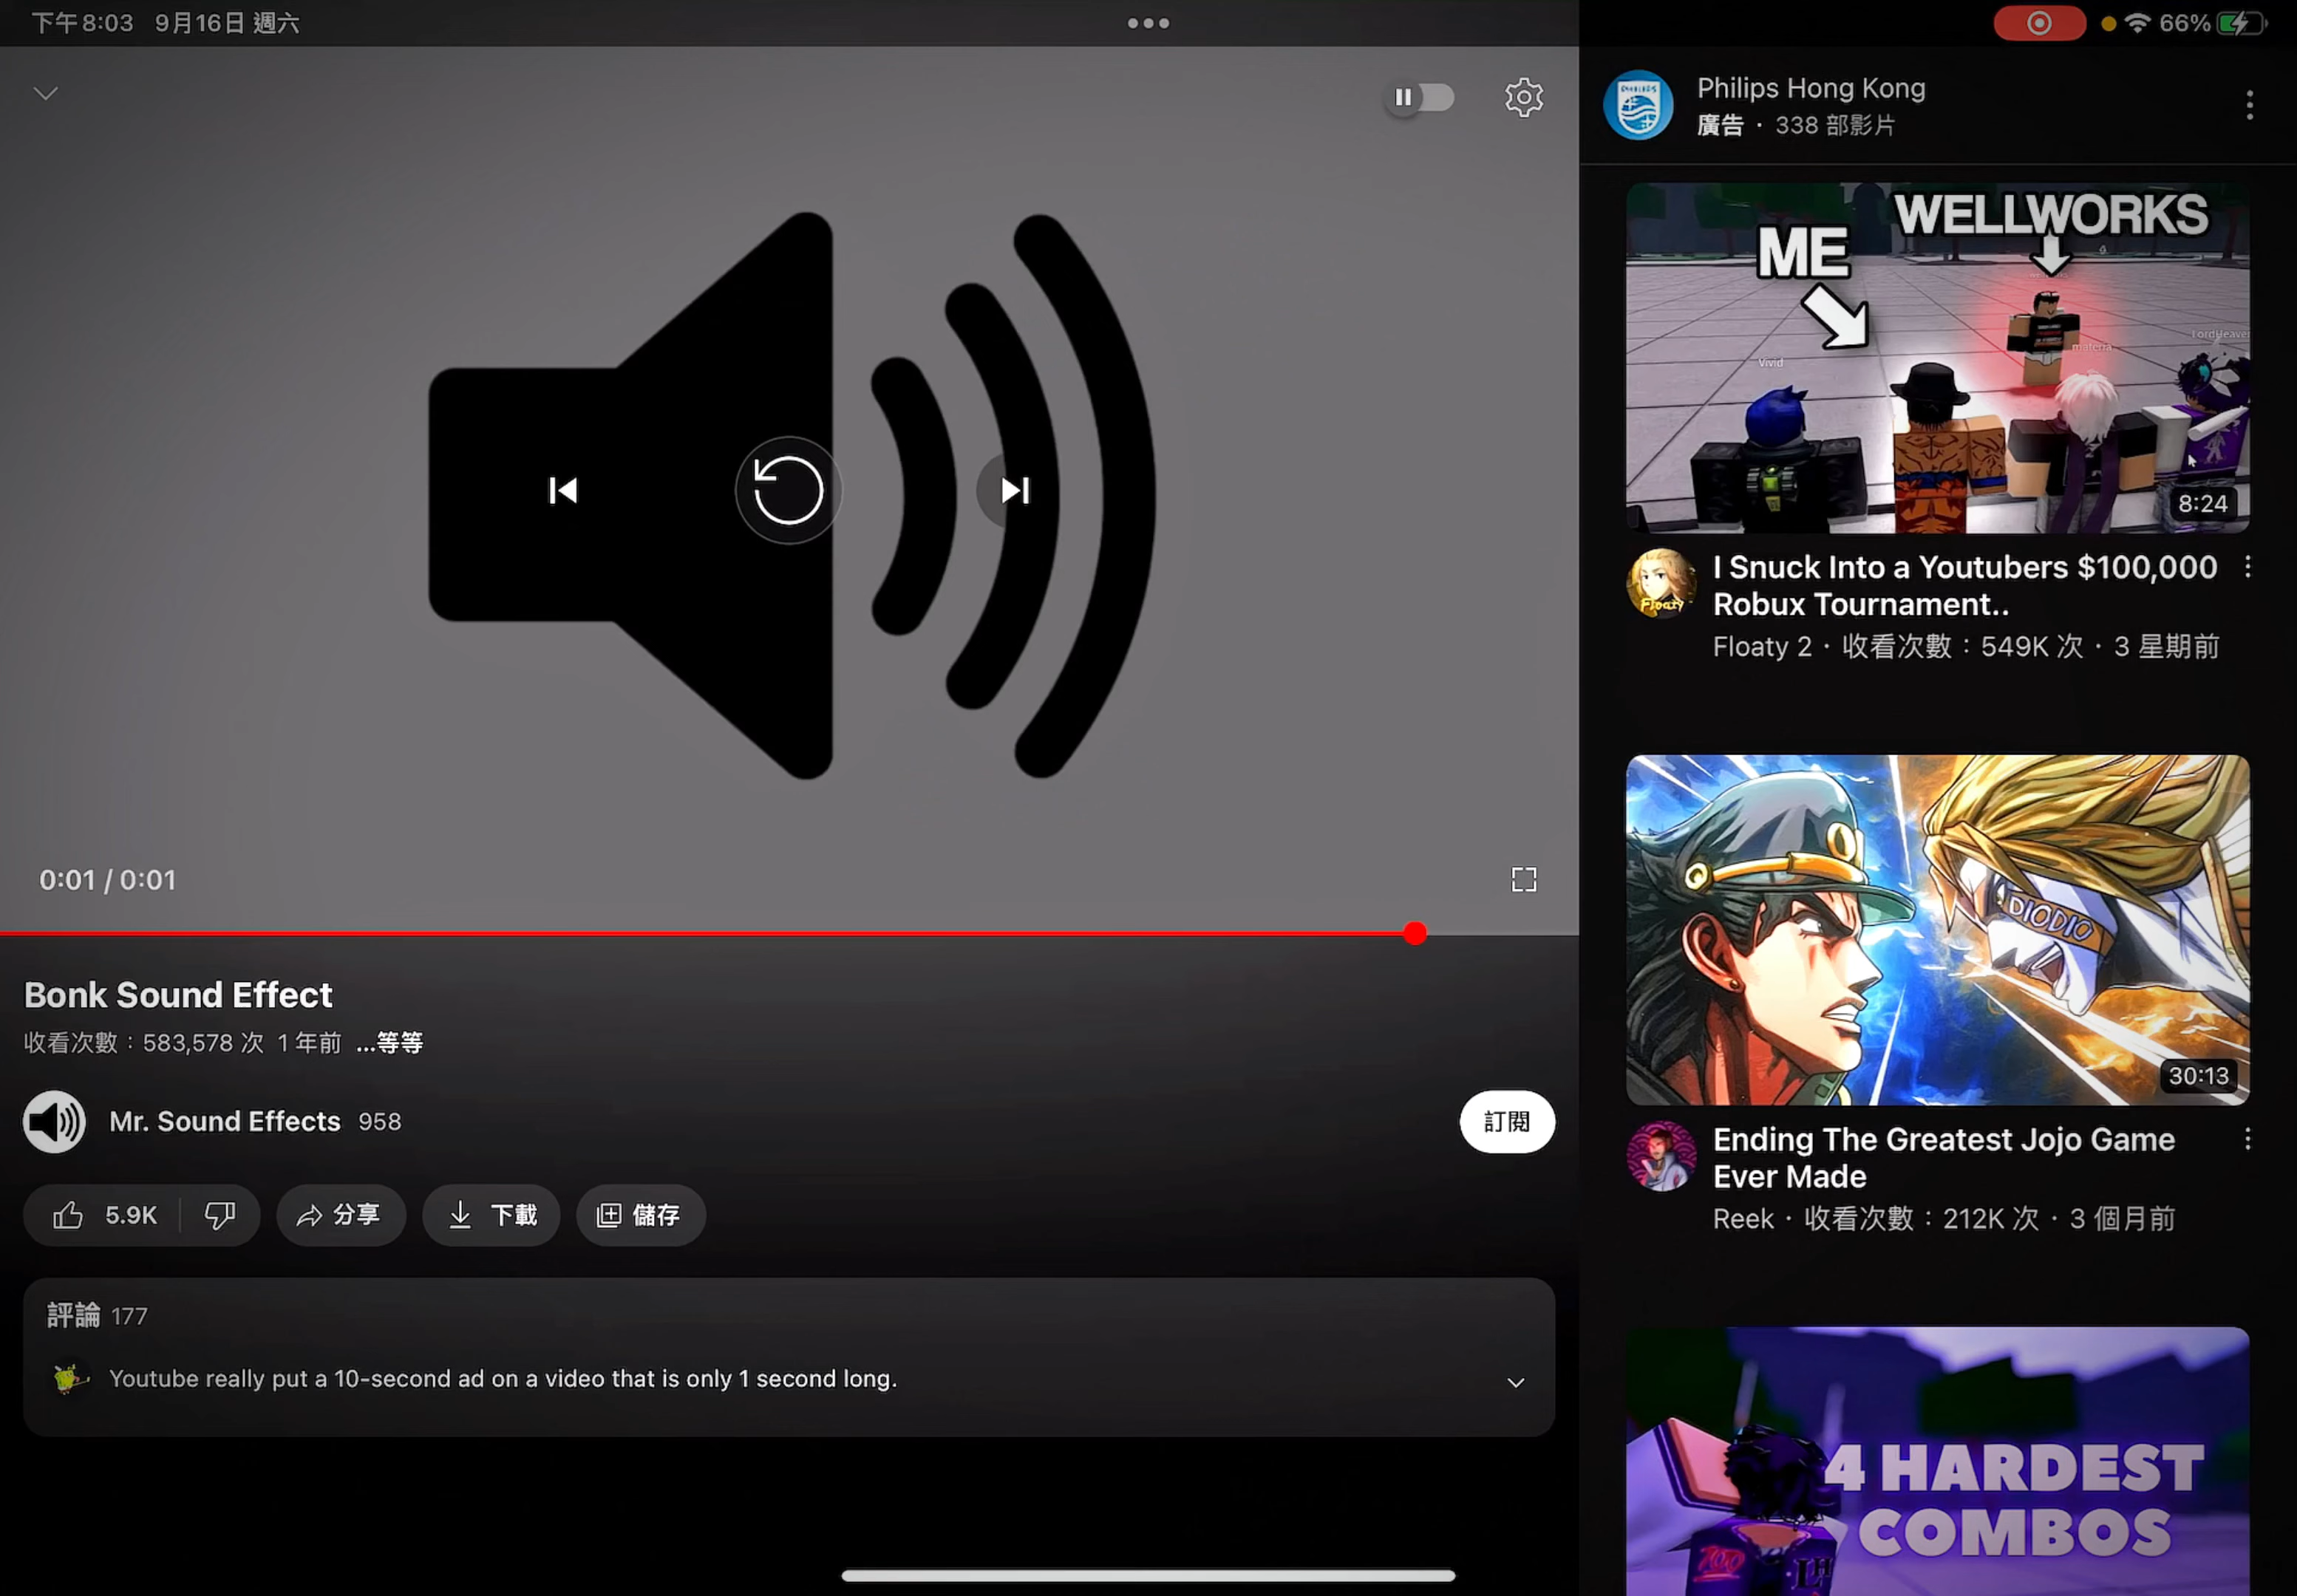 下午8:03 9月16日 週六
66%
0:01 / 0:01
Bonk Sound Effect
收看次數：583,578 次 1 年前 ...等等
Mr. Sound Effects 958
訂閱
5.9K
分享
下載
儲存
評論 177
Youtube really put a 10-second ad on a video that is only 1 second long.
PHILIPS
Philips Hong Kong
廣告 · 338 部影片
WELLWORKS
ME
Vivid
materra
LordHeaven
8:24
Floaty
I Snuck Into a Youtubers $100,000
Robux Tournament..
Floaty 2 · 收看次數：549K 次 · 3 星期前
DIODIO
30:13
Ending The Greatest Jojo Game
Ever Made
Reek · 收看次數：212K 次 · 3 個月前
4 HARDEST
COMBOS
100